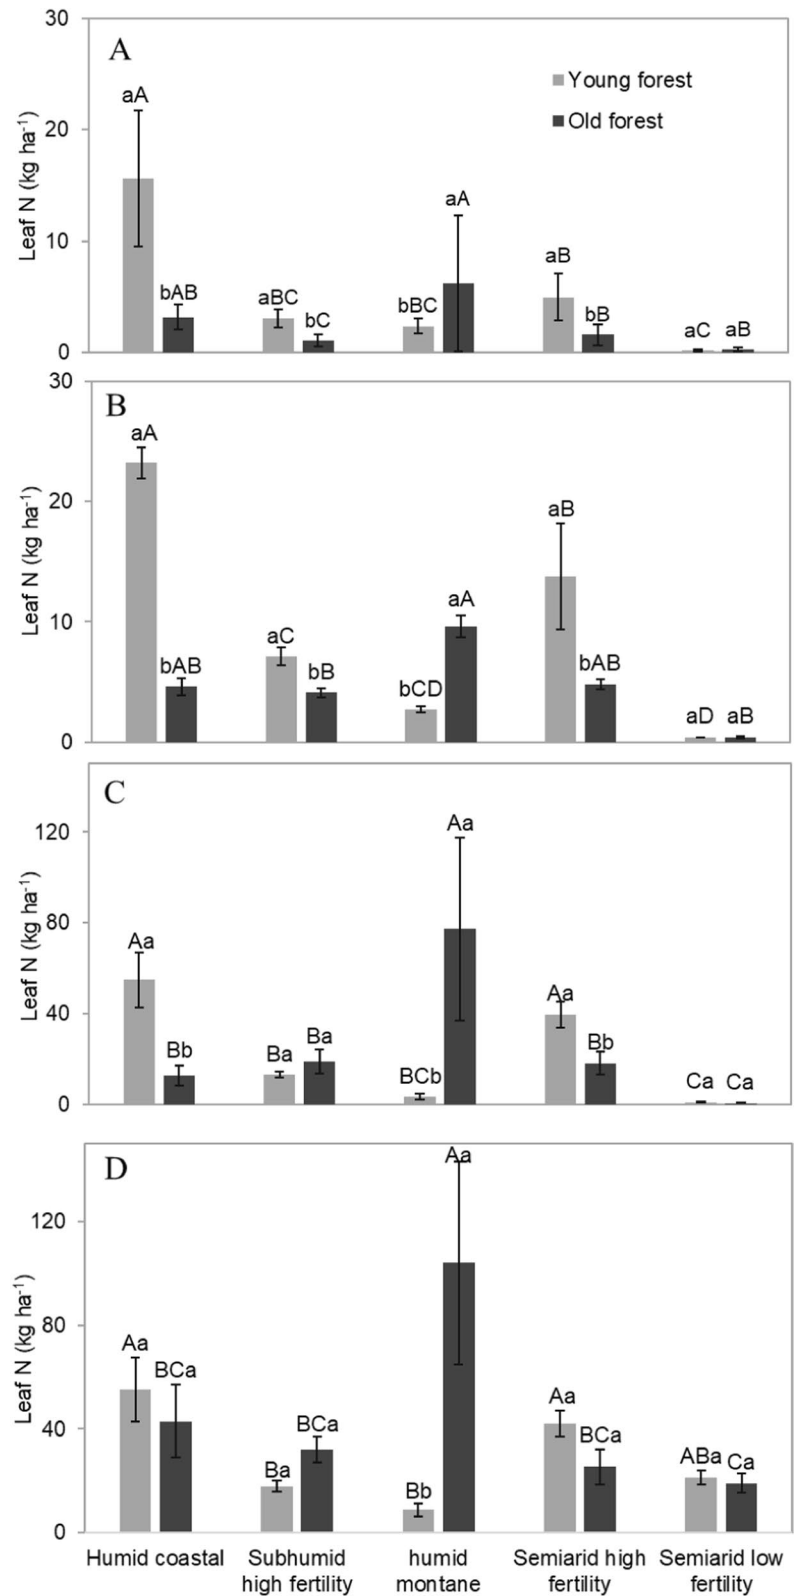 30
A
Young forest
Old forest
20
10
0
Leaf N (kg ha⁻¹)
aA
bAB
aBC
bC
bBC
aA
aB
bB
aC
aB
30
B
20
10
0
Leaf N (kg ha⁻¹)
aA
bAB
aC
bB
bCD
aA
aB
bAB
aD
aB
C
120
80
40
0
Leaf N (kg ha⁻¹)
Aa
Bb
Ba
Ba
BCb
Aa
Aa
Bb
Ca
Ca
D
120
80
40
0
Leaf N (kg ha⁻¹)
Aa
BCa
Ba
BCa
Bb
Aa
Aa
BCa
ABa
Ca
Humid coastal
Subhumid
high fertility
humid
montane
Semiarid high
fertility
Semiarid low
fertility